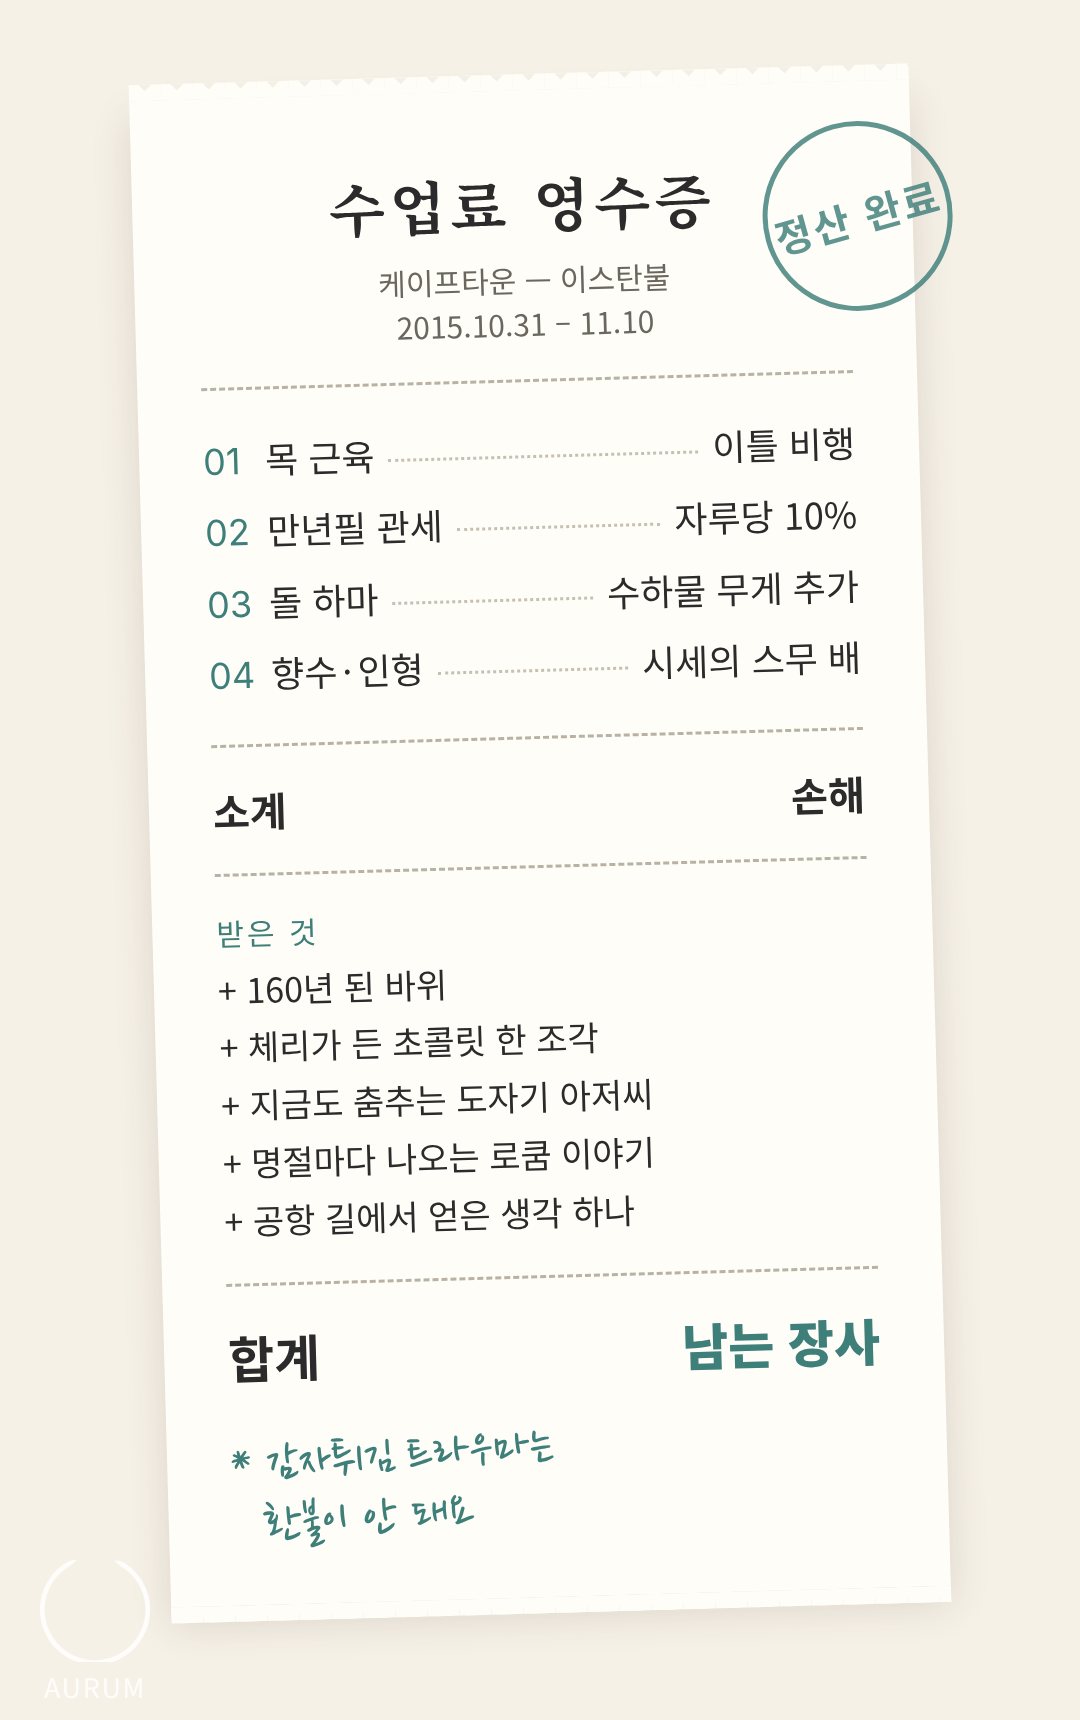 수업료 영수증
정산 완료
케이프타운 — 이스탄불
2015.10.31 – 11.10
01 목 근육 이틀 비행
02 만년필 관세 자루당 10%
03 돌 하마 수하물 무게 추가
04 향수·인형 시세의 스무 배
소계 손해
받은 것
+ 160년 된 바위
+ 체리가 든 초콜릿 한 조각
+ 지금도 춤추는 도자기 아저씨
+ 명절마다 나오는 로쿰 이야기
+ 공항 길에서 얻은 생각 하나
합계 남는 장사
* 감자튀김 트라우마는
환불이 안 돼요
AURUM